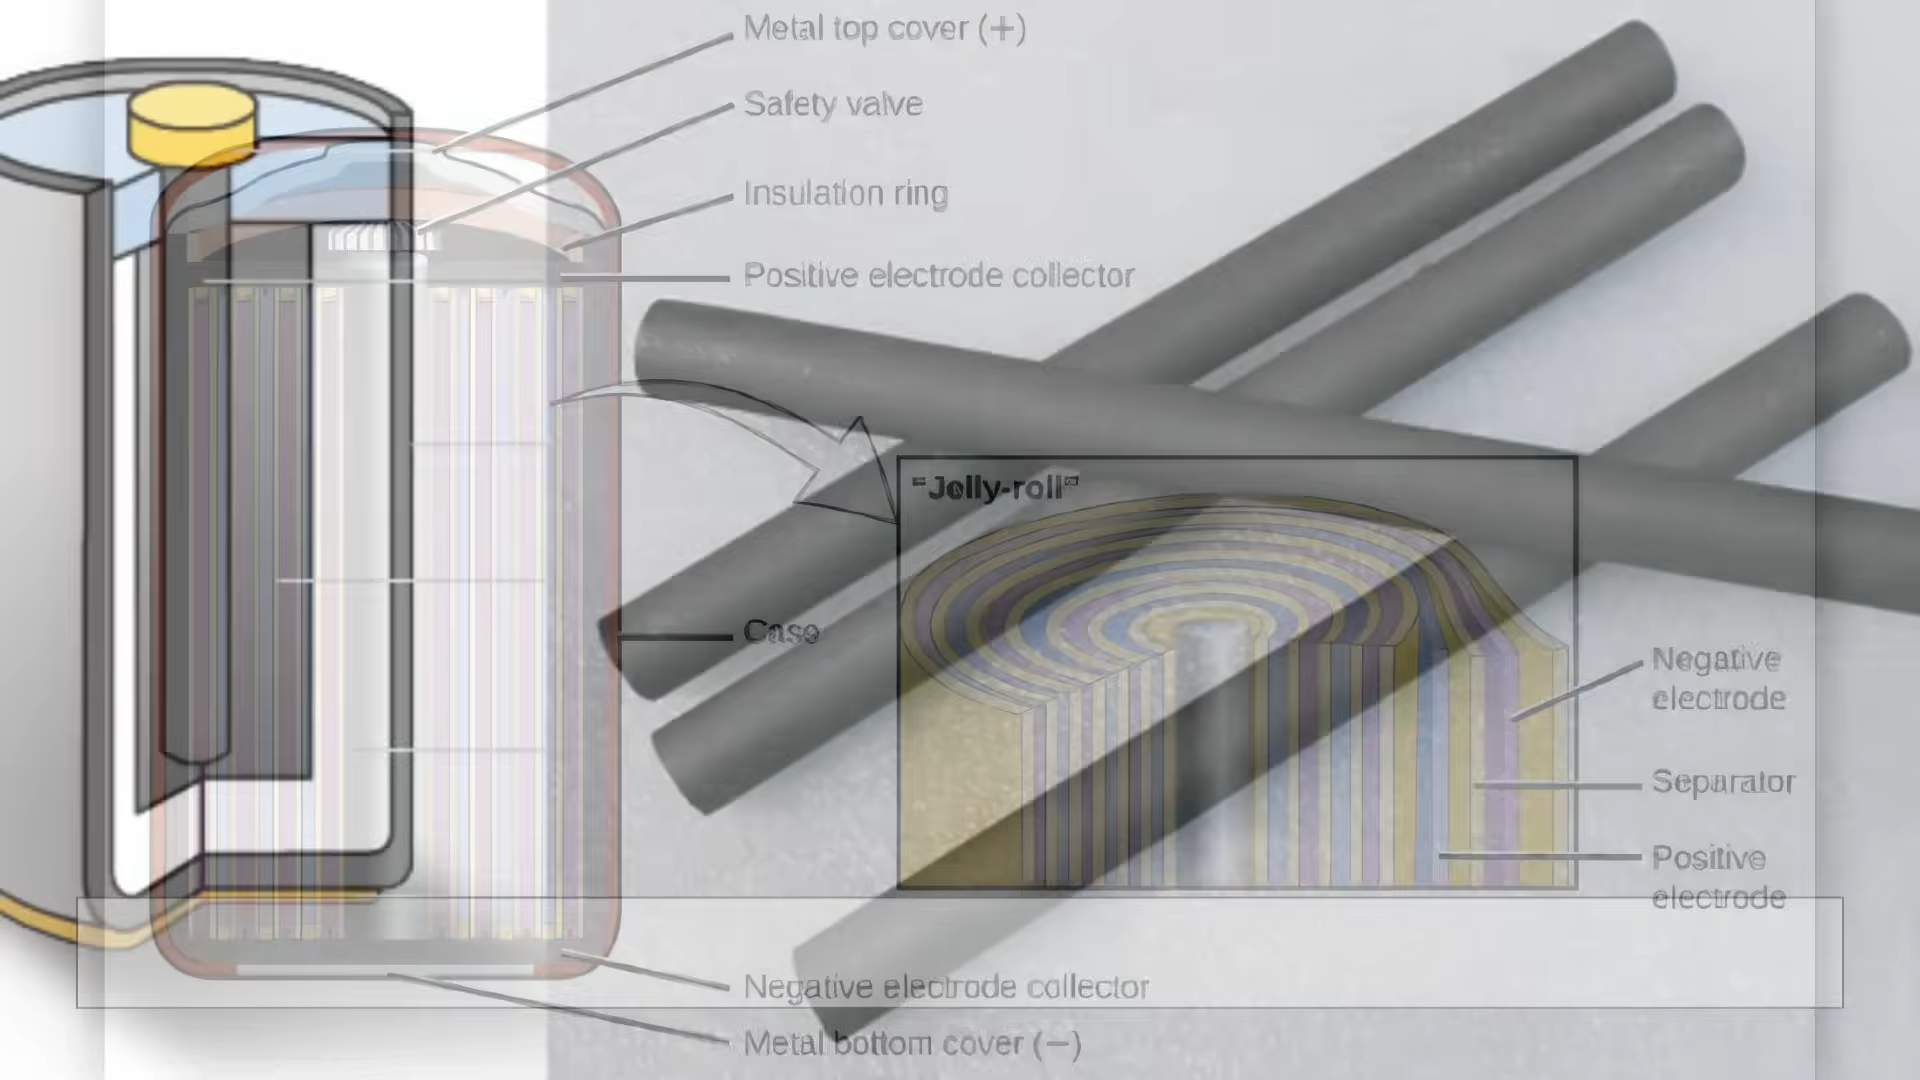 Metal top cover (+)
Safety valve
Insulation ring
Positive electrode collector
"Jelly-roll"
Case
Negative
electrode
Separator
Positive
electrode
Negative electrode collector
Metal bottom cover (−)